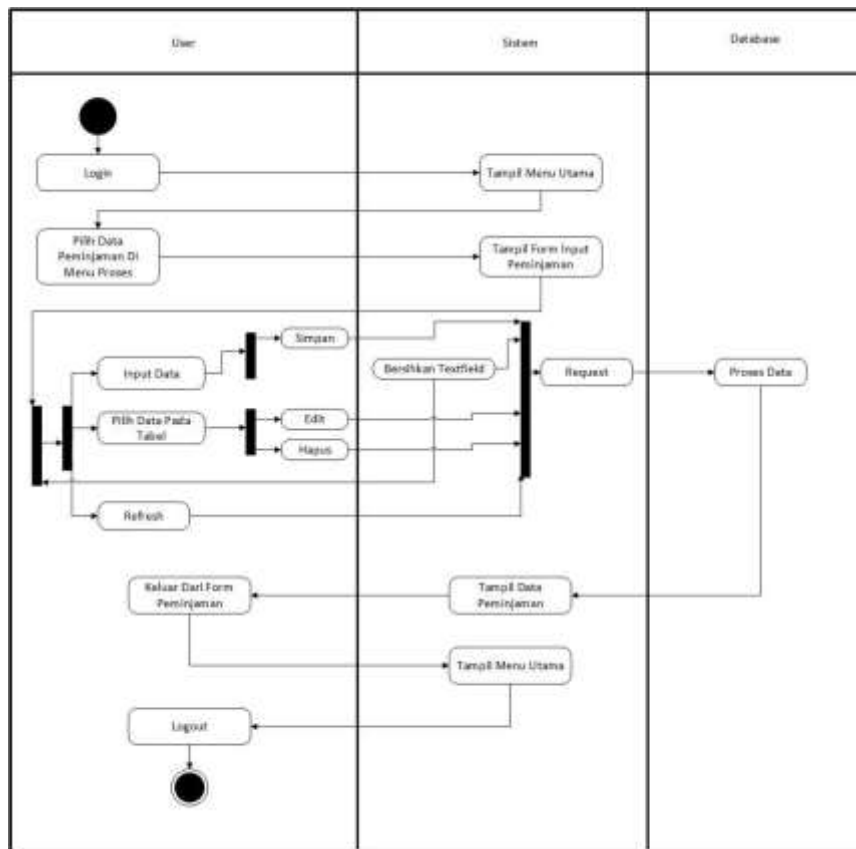 User
Sistem
Database
Login
Tampil Menu Utama
Pilih Data
Peminjaman Di
Menu Proses
Tampil Form Input
Peminjaman
Simpan
Input Data
Bersihkan Textfield
Request
Proses Data
Pilih Data Pada
Tabel
Edit
Hapus
Refresh
Keluar Dari Form
Peminjaman
Tampil Data
Peminjaman
Tampil Menu Utama
Logout